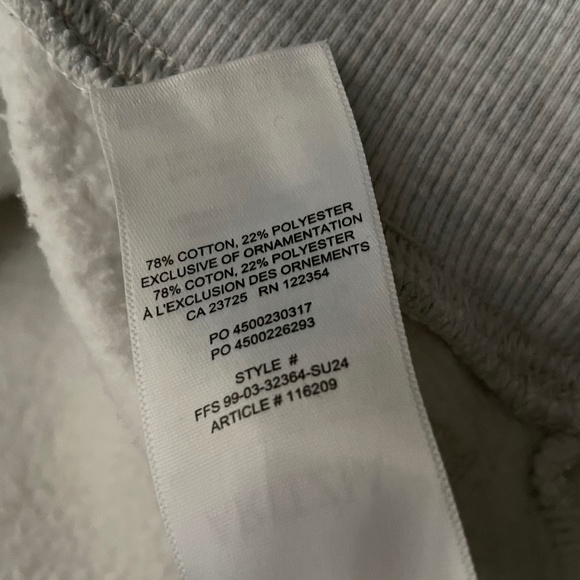 78% COTTON, 22% POLYESTER
EXCLUSIVE OF ORNAMENTATION
78% COTON, 22% POLYESTER
À L'EXCLUSION DES ORNEMENTS
CA 23725 RN 122354
PO 4500230317
PO 4500226293
STYLE #
FFS 99-03-32364-SU24
ARTICLE # 116209